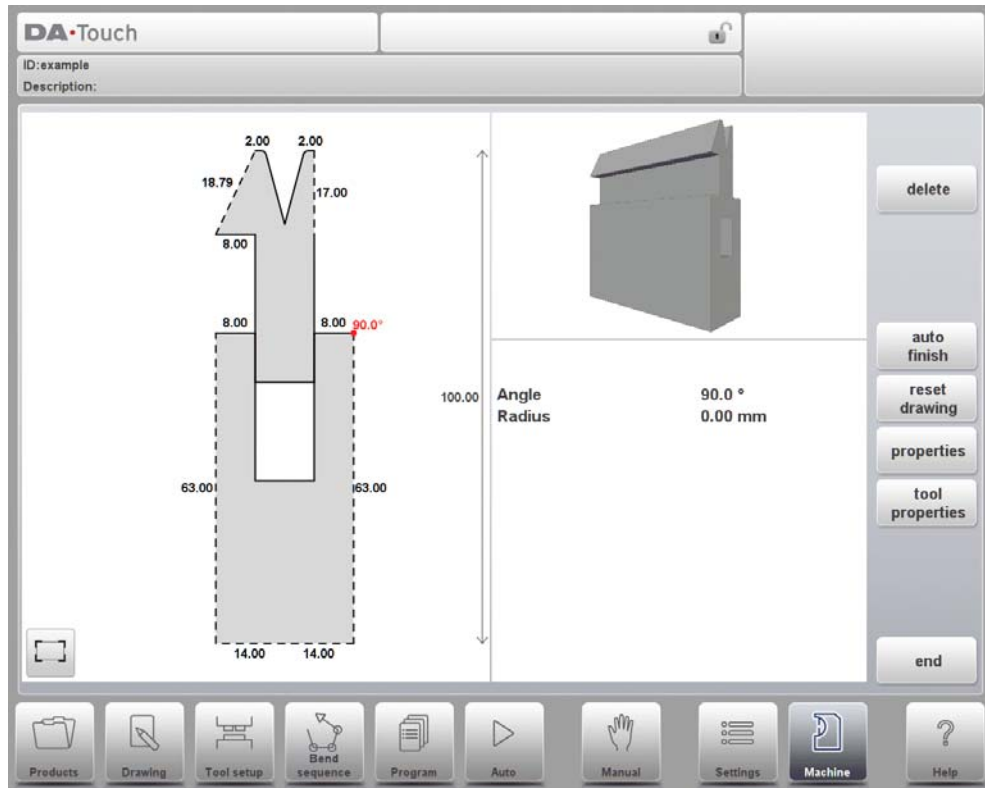 DA•Touch
ID:example
Description:
2.00
2.00
18.79
17.00
8.00
8.00
8.00
90.0°
100.00
63.00
63.00
14.00
14.00
Angle 90.0 °
Radius 0.00 mm
delete
auto
finish
reset
drawing
properties
tool
properties
end
Products
Drawing
Tool setup
Bend
sequence
Program
Auto
Manual
Settings
Machine
?
Help